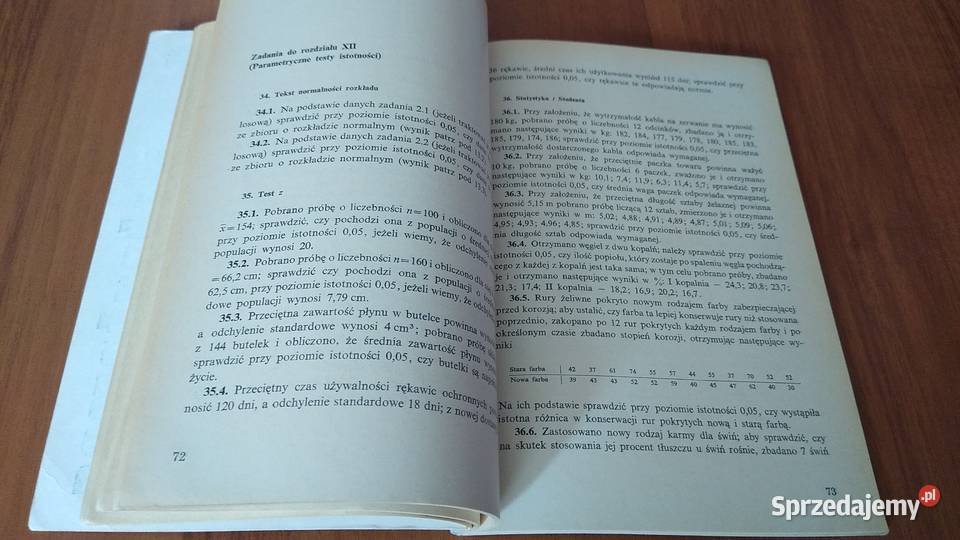 Zadania do rozdziału XII
(Parametryczne testy istotności)
34. Tekst normalności rozkładu
34.1. Na podstawie danych zadania 2.1 (jeżeli traktować
losową) sprawdzić przy poziomie istotności 0,05, czy
ze zbioru o rozkładzie normalnym (wynik patrz pod
34.2. Na podstawie danych zadania 2.2 (jeżeli traktować
losową) sprawdzić przy poziomie istotności 0,05, czy
ze zbioru o rozkładzie normalnym (wynik patrz pod
35. Test z
35.1. Pobrano próbę o liczebności n=100 i obliczono dla
x̄=154; sprawdzić, czy pochodzi ona z populacji o średniej
przy poziomie istotności 0,05, jeżeli wiemy, że odchylenie
populacji wynosi 20.
35.2. Pobrano próbę o liczebności n=160 i obliczono dla
=66,2 cm; sprawdzić czy pochodzi ona z populacji o
62,5 cm, przy poziomie istotności 0,05, jeżeli wiemy, że
dowe populacji wynosi 7,79 cm.
35.3. Przeciętna zawartość płynu w butelce powinna
a odchylenie standardowe wynosi 4 cm³; pobrano próbę
z 144 butelek i obliczono, że średnia zawartość płynu
sprawdzić przy poziomie istotności 0,05, czy butelki są
życie.
35.4. Przeciętny czas używalności rękawic ochronnych
nosić 120 dni, a odchylenie standardowe 18 dni; z nowej
72
36 rękawic, średni czas ich użytkowania wyniósł 115 dni; sprawdzić przy
poziomie istotności 0,05, czy rękawice te odpowiadają normie.
36. Statystyka t Studenta
36.1. Przy założeniu, że wytrzymałość kabla na zerwanie ma wynosić
180 kg, pobrano próbę o liczebności 12 odcinków, zbadano ją i otrzy-
mano następujące wyniki w kg: 182, 184, 177, 179, 178, 180, 185, 183,
185, 179, 174, 186; sprawdzić przy poziomie istotności 0,05, czy przeciętna
wytrzymałość dostarczonego kabla odpowiada wymaganej.
36.2. Przy założeniu, że przeciętnie paczka towaru powinna ważyć
10 kg, pobrano próbę o liczebności 6 paczek, zważono je i otrzymano
następujące wyniki w kg: 10,1; 7,4; 11,9; 6,3; 11,4; 5,7; sprawdzić przy
poziomie istotności 0,05, czy średnia waga paczek odpowiada wymaganej.
36.3. Przy założeniu, że przeciętna długość sztaby żelaznej powinna
wynosić 5,15 m pobrano próbę liczącą 12 sztab, zmierzono je i otrzymano
następujące wyniki w m: 5,02; 4,88; 4,91; 4,89; 4,87; 5,01; 5,09; 5,06;
4,95; 4,93; 4,96; 4,85; sprawdzić przy poziomie istotności 0,05, czy śred-
nia długość sztab odpowiada wymaganej.
36.4. Otrzymano węgiel z dwu kopalń; należy sprawdzić przy poziomie
istotności 0,05, czy ilość popiołu, który zostaje po spaleniu węgla pochodzą-
cego z każdej z kopalń jest taka sama; w tym celu pobrano próby, zbadano
je i otrzymano następujące wyniki w %: I kopalnia – 24,3; 20,8; 23,7;
21,3; 17,4; II kopalnia – 18,2; 16,9; 20,2; 16,7.
36.5. Rury żeliwne pokryto nowym rodzajem farby zabezpieczającej
przed korozją; aby ustalić, czy farba ta lepiej konserwuje rury niż stosowana
poprzednio, zakopano po 12 rur pokrytych każdym rodzajem farby i po
określonym czasie zbadano stopień korozji, otrzymując następujące wy-
niki
Stara farba 42 37 61 74 55 57 44 55 37 70 52 52
Nowa farba 39 43 43 52 52 59 40 45 47 62 40 30
Na ich podstawie sprawdzić przy poziomie istotności 0,05, czy wystąpiła
istotna różnica w konserwacji rur pokrytych nową i starą farbą.
36.6. Zastosowano nowy rodzaj karmy dla świń; aby sprawdzić, czy
na skutek stosowania jej procent tłuszczu u świń rośnie, zbadano 7 świń
73
Sprzedajemy.pl